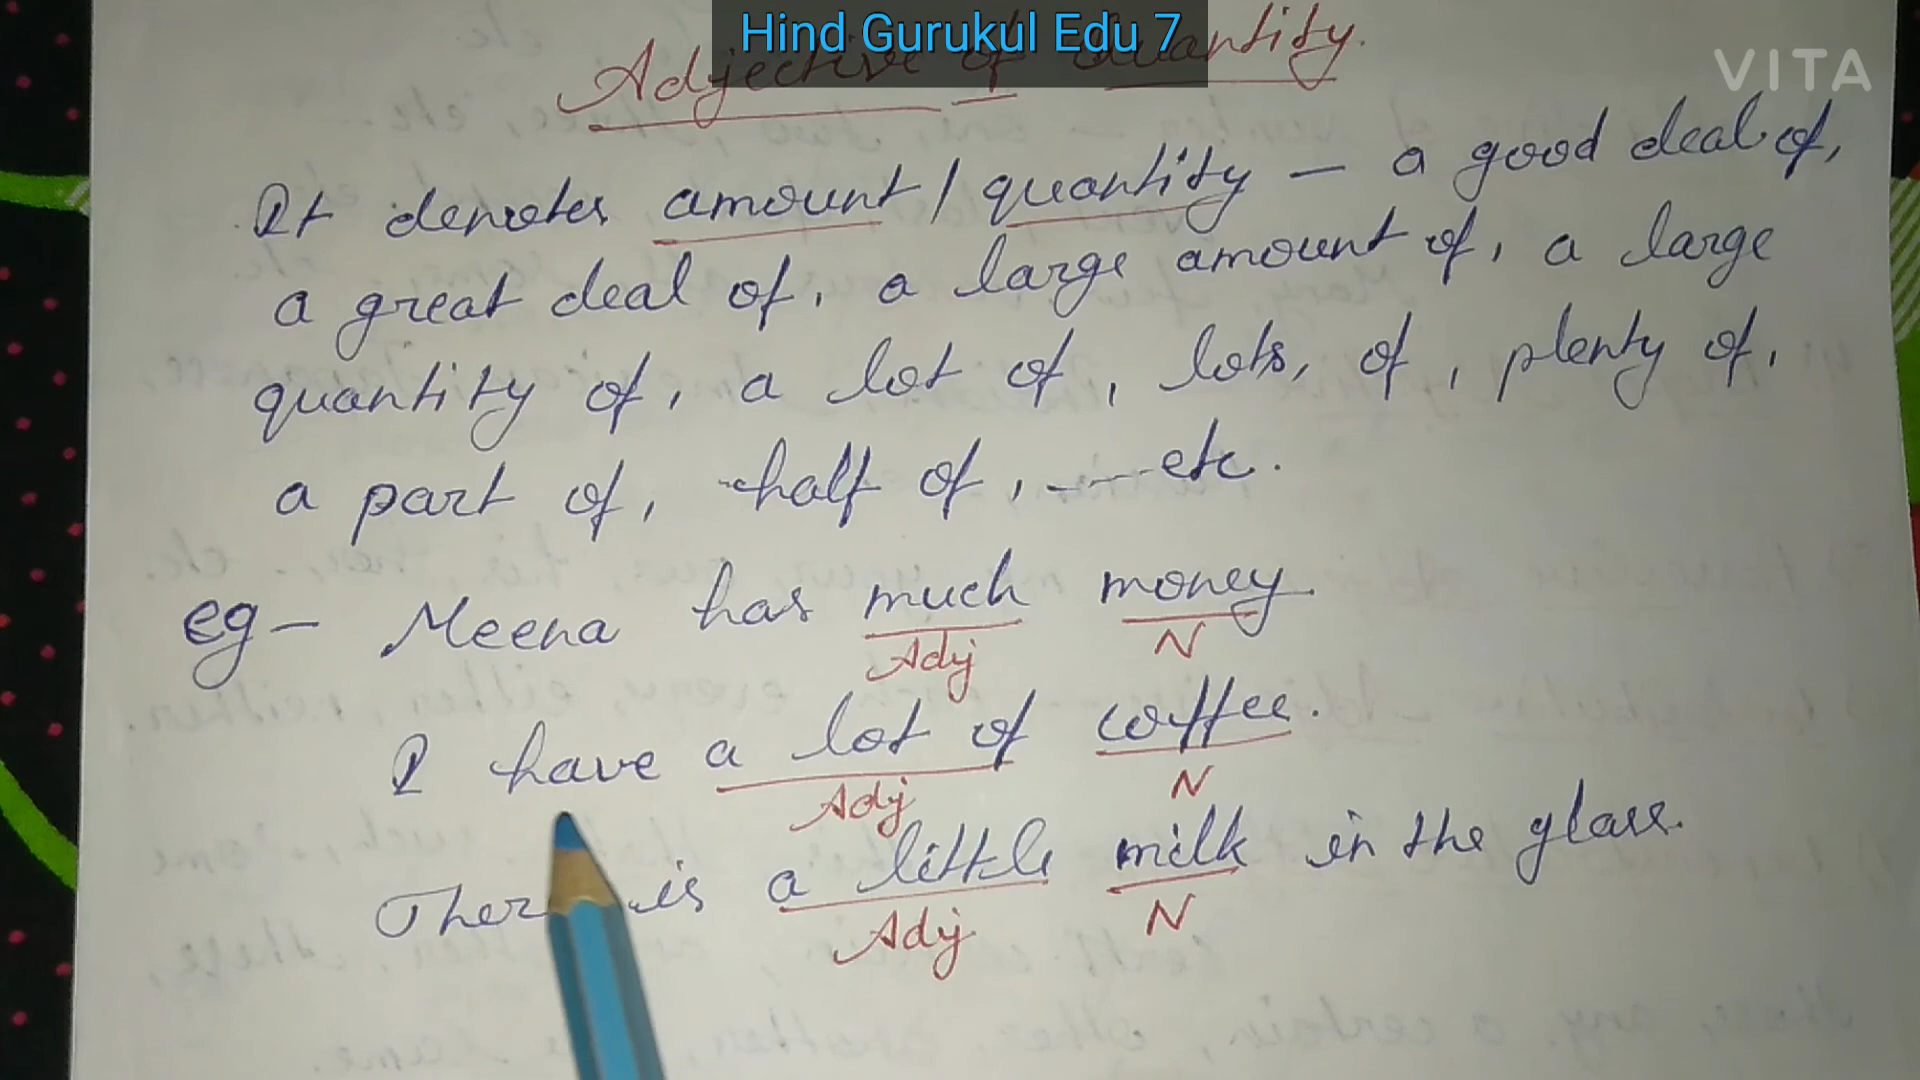 Hind Gurukul Edu 7
VITA
Adjective of Quantity.
It denotes amount/quantity — a good deal of,
a great deal of, a large amount of, a large
quantity of, a lot of, lots, of, plenty of,
a part of, half of, --- etc.
eg- Meena has much money.
Adj N
I have a lot of coffee.
Adj N
There is a little milk in the glass.
Adj N